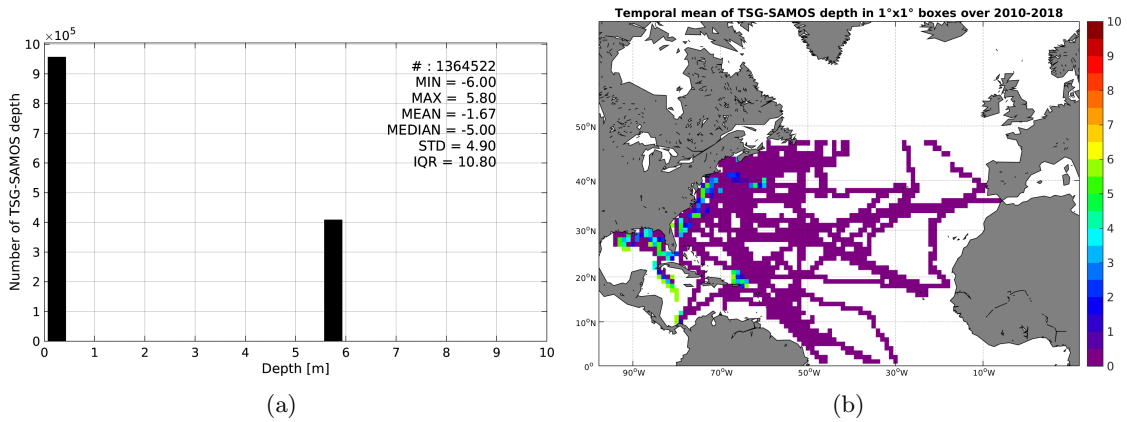 ×10⁵
10
9
8
7
6
5
4
3
2
1
0
Number of TSG-SAMOS depth
# : 1364522
MIN = -6.00
MAX = 5.80
MEAN = -1.67
MEDIAN = -5.00
STD = 4.90
IQR = 10.80
0 1 2 3 4 5 6 7 8 9 10
Depth [m]
(a)
Temporal mean of TSG-SAMOS depth in 1°x1° boxes over 2010-2018
50°N
40°N
30°N
20°N
10°N
0°
90°W 70°W 50°W 30°W 10°W
10
9
8
7
6
5
4
3
2
1
0
(b)